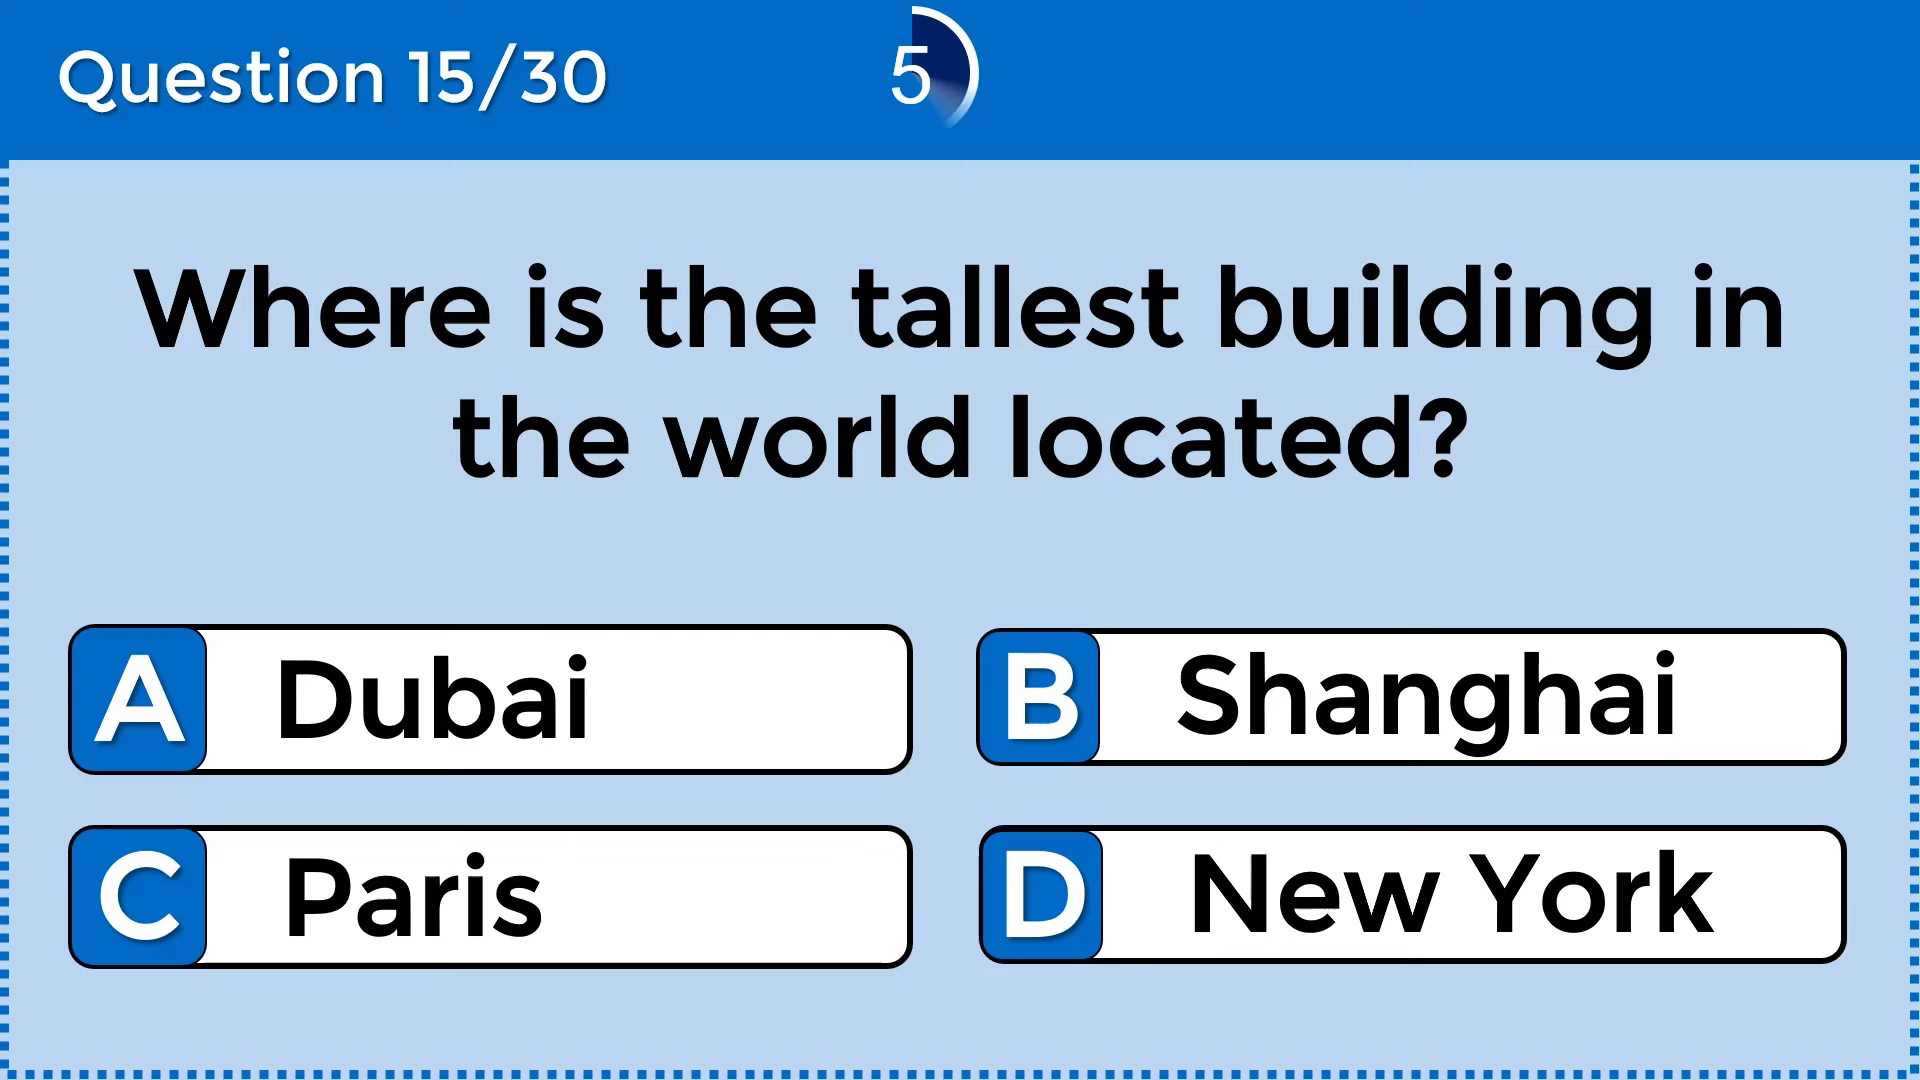 Question 15/30
5
Where is the tallest building in
the world located?
A Dubai
B Shanghai
C Paris
D New York